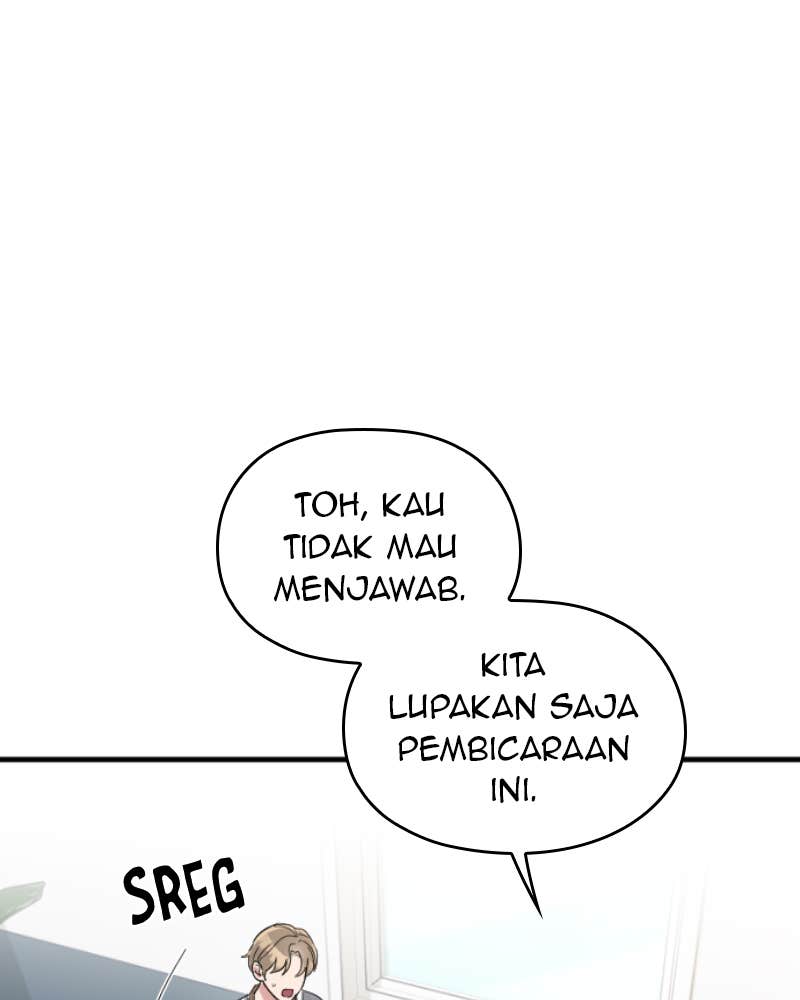 TOH, KAU
TIDAK MAU
MENJAWAB.
KITA
LUPAKAN SAJA
PEMBICARAAN
INI.
SREG